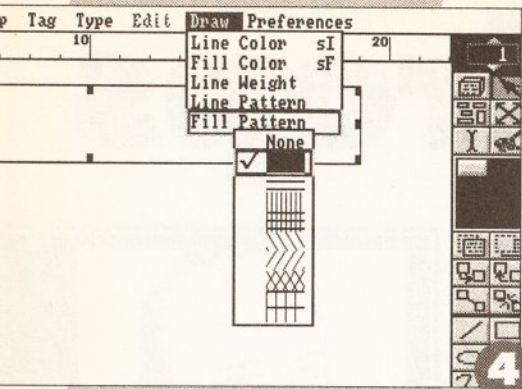 p Tag Type Edit Draw Preferences
10
20
1
Line Color sI
Fill Color sF
Line Weight
Line Pattern
Fill Pattern
None
4